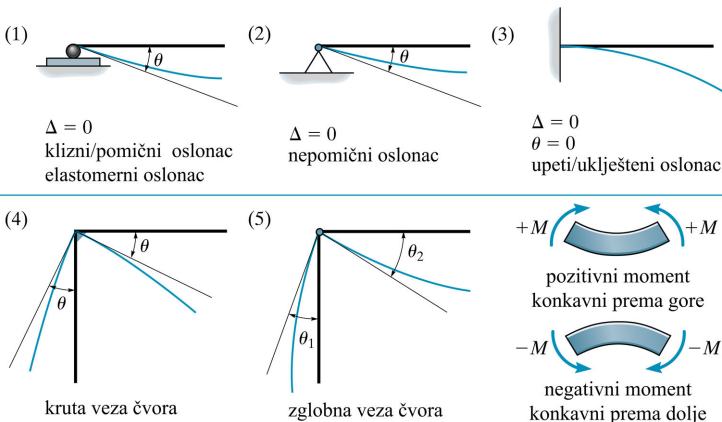 (1)
θ
Δ = 0
klizni/pomični oslonac
elastomerni oslonac
(2)
θ
Δ = 0
nepomični oslonac
(3)
Δ = 0
θ = 0
upeti/uklješteni oslonac
(4)
θ
θ
kruta veza čvora
(5)
θ2
θ1
zglobna veza čvora
+M +M
pozitivni moment
konkavni prema gore
−M −M
negativni moment
konkavni prema dolje